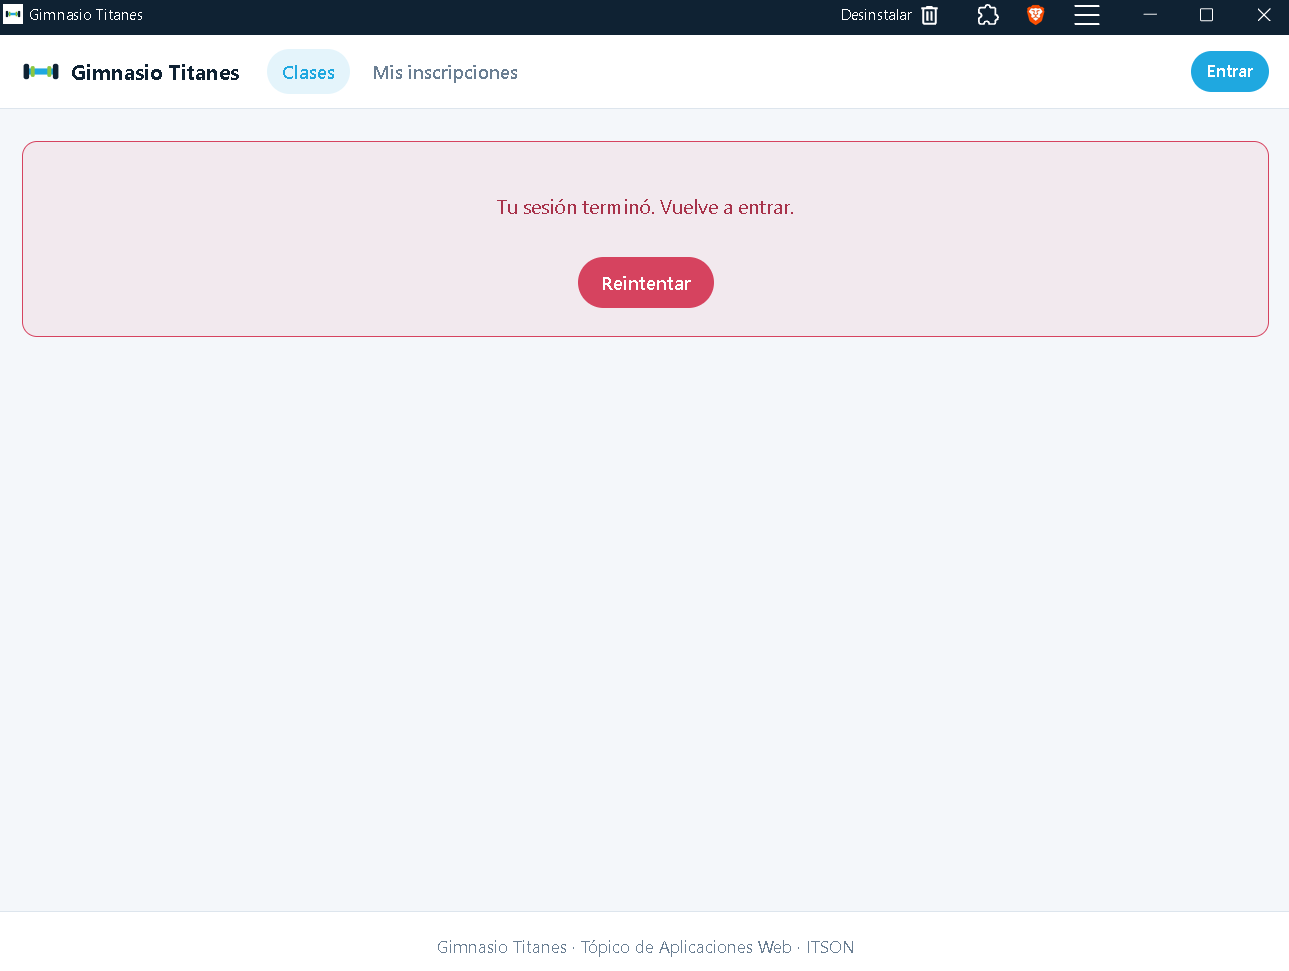 Gimnasio Titanes
Desinstalar
Gimnasio Titanes
Clases
Mis inscripciones
Entrar
Tu sesión terminó. Vuelve a entrar.
Reintentar
Gimnasio Titanes · Tópico de Aplicaciones Web · ITSON